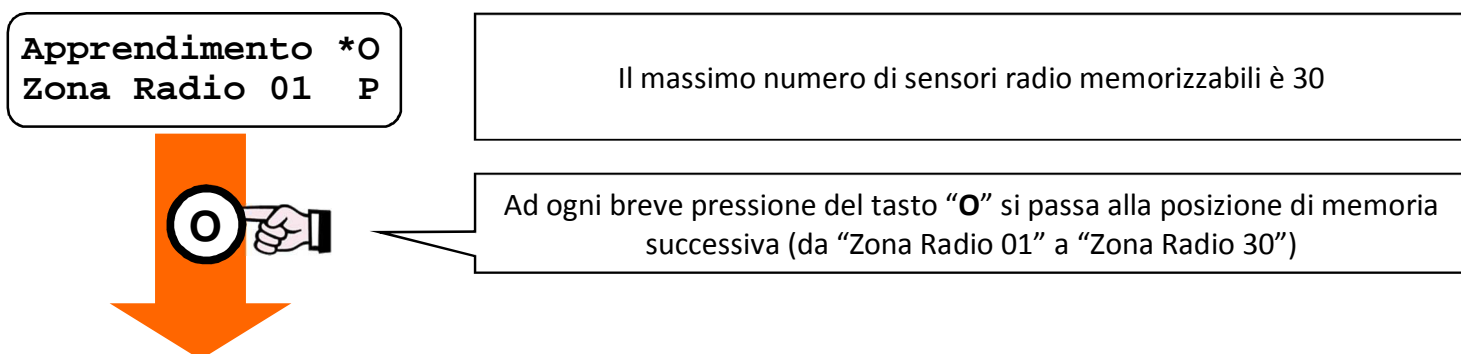 Apprendimento *O
Zona Radio 01 P
Il massimo numero di sensori radio memorizzabili è 30
O
Ad ogni breve pressione del tasto “O” si passa alla posizione di memoria
successiva (da “Zona Radio 01” a “Zona Radio 30”)